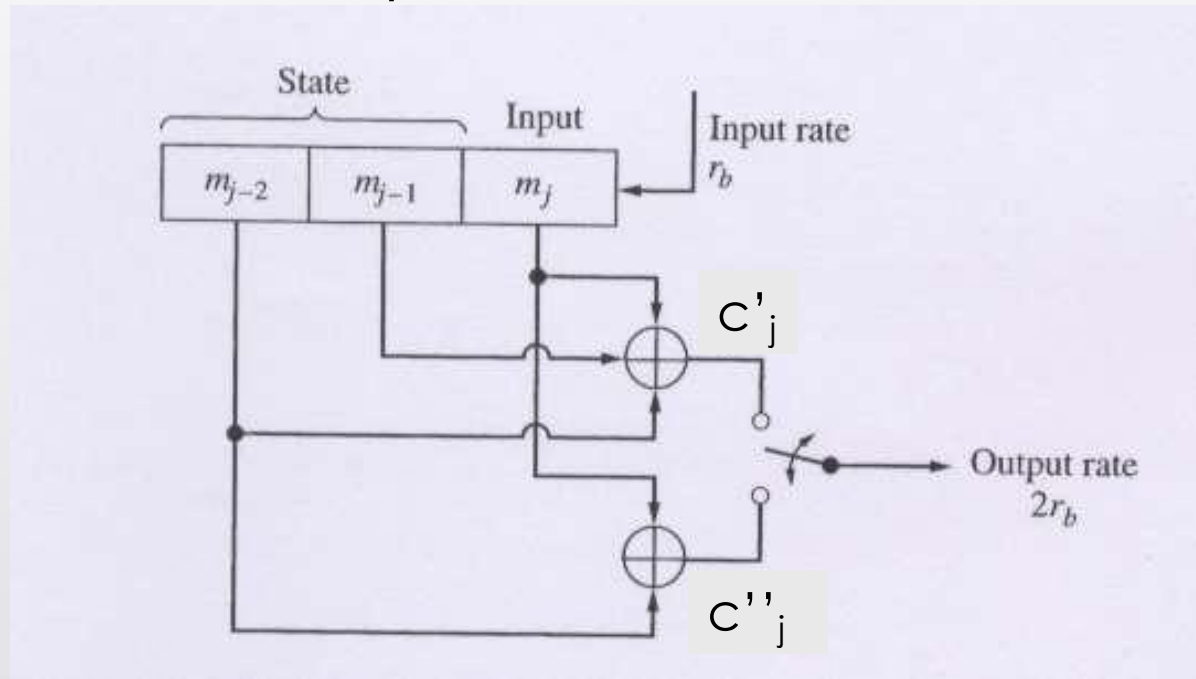 State
Input
Input rate
r_b
m_{j-2} m_{j-1} m_j
C'_j
Output rate
2r_b
C''_j